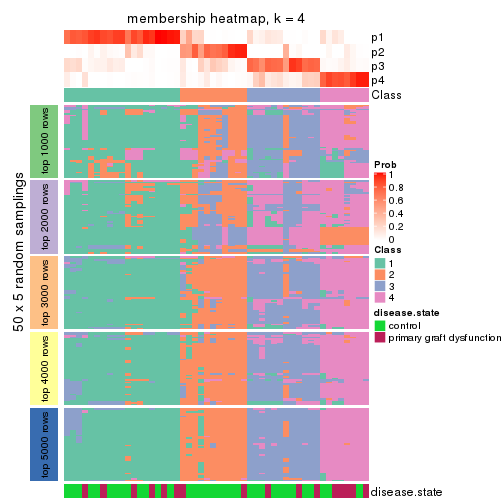 membership heatmap, k = 4
p1
p2
p3
p4
Class
50 x 5 random samplings
top 1000 rows
top 2000 rows
top 3000 rows
top 4000 rows
top 5000 rows
Prob
1
0.8
0.6
0.4
0.2
0
Class
1
2
3
4
disease.state
control
primary graft dysfunction
disease.state